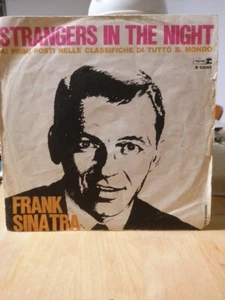 STRANGERS IN THE NIGHT
AI PRIMI POSTI NELLE CLASSIFICHE DI TUTTO IL MONDO
FRANK
SINATRA